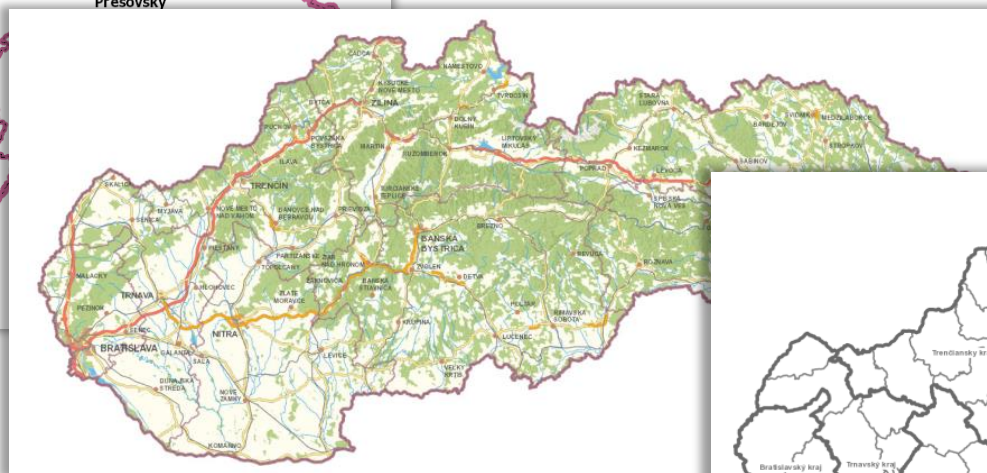 Prešovský
ČADCA
NÁMESTOVO
KYSUCKÉ
NOVÉ MESTO
TVRDOŠÍN
BYTČA
ŽILINA
STARÁ
ĽUBOVŇA
SVIDNÍK
MEDZILABORCE
BARDEJOV
DOLNÝ
KUBÍN
PÚCHOV
POVAŽSKÁ
BYSTRICA
STROPKOV
LIPTOVSKÝ
MIKULÁŠ
MARTIN
RUŽOMBEROK
KEŽMAROK
ILAVA
SABINOV
POPRAD
LEVOČA
TRENČÍN
SKALICA
TURČIANSKE
TEPLICE
SPIŠSKÁ
NOVÁ VES
MYJAVA
NOVÉ MESTO
NAD VÁHOM
BÁNOVCE NAD
BEBRAVOU
PRIEVIDZA
SENICA
BREZNO
BANSKÁ
BYSTRICA
PIEŠŤANY
PARTIZÁNSKE
ŽIAR
NAD HRONOM
TOPOĽČANY
REVÚCA
ROŽŇAVA
ZVOLEN
DETVA
MALACKY
HLOHOVEC
ŽARNOVICA
BANSKÁ
ŠTIAVNICA
TRNAVA
ZLATÉ
MORAVCE
PEZINOK
POLTÁR
RIMAVSKÁ
SOBOTA
KRUPINA
SENEC
NITRA
LUČENEC
BRATISLAVA
GALANTA
ŠAĽA
LEVICE
VEĽKÝ
KRTÍŠ
DUNAJSKÁ
STREDA
NOVÉ
ZÁMKY
KOMÁRNO
Trenčiansky kraj
Bratislavský kraj
Trnavský kraj